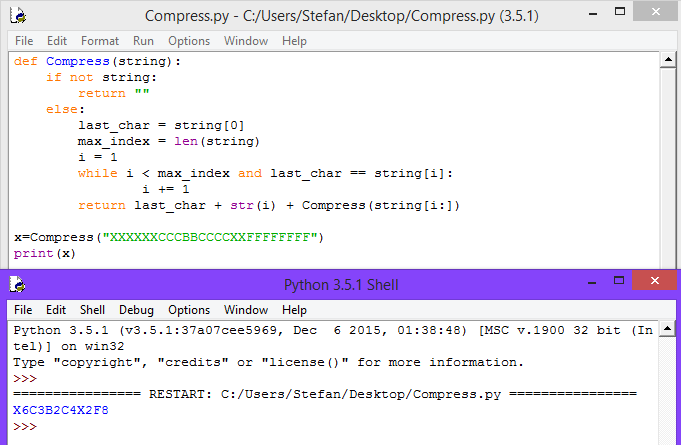 Compress.py - C:/Users/Stefan/Desktop/Compress.py (3.5.1)
File Edit Format Run Options Window Help
def Compress(string):
    if not string:
        return ""
    else:
        last_char = string[0]
        max_index = len(string)
        i = 1
        while i < max_index and last_char == string[i]:
                i += 1
        return last_char + str(i) + Compress(string[i:])

x=Compress("XXXXXXCCCBBCCCCXXFFFFFFFF")
print(x)
Python 3.5.1 Shell
File Edit Shell Debug Options Window Help
Python 3.5.1 (v3.5.1:37a07cee5969, Dec  6 2015, 01:38:48) [MSC v.1900 32 bit (In
tel)] on win32
Type "copyright", "credits" or "license()" for more information.
>>>
================ RESTART: C:/Users/Stefan/Desktop/Compress.py ================
X6C3B2C4X2F8
>>>